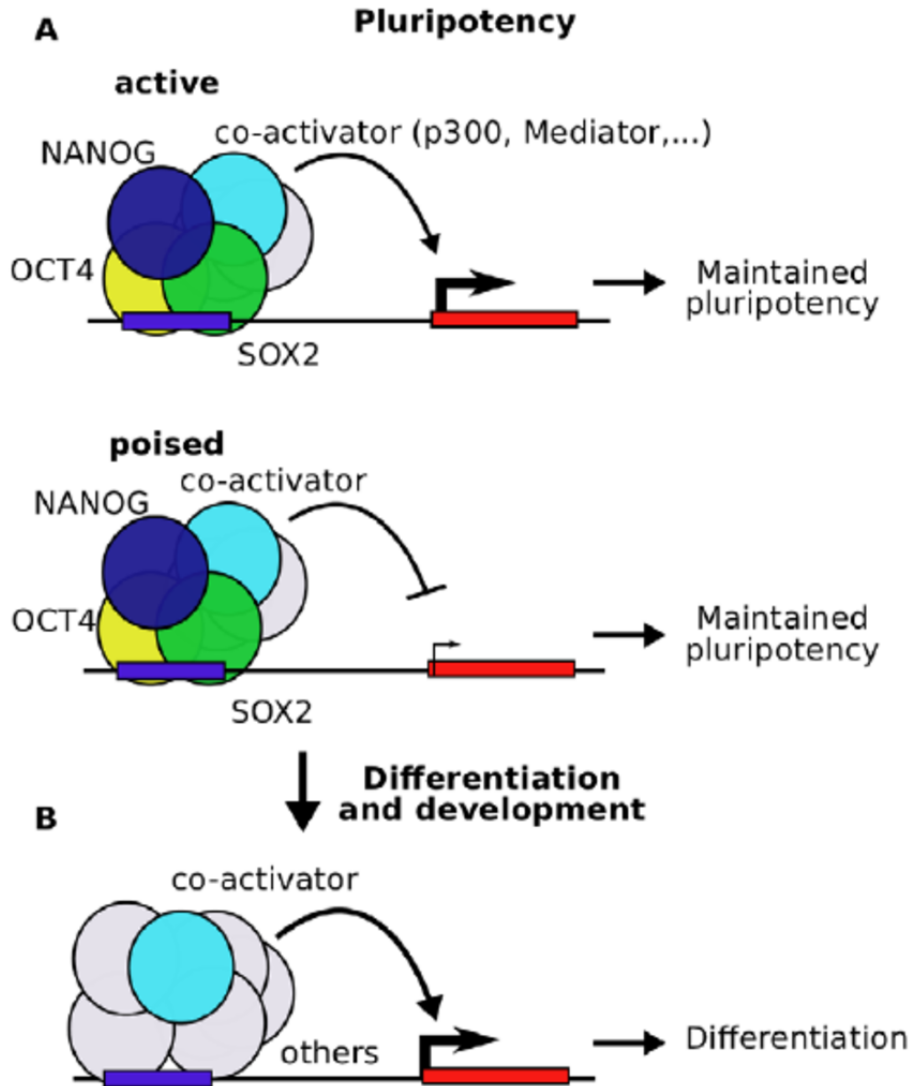 A
Pluripotency
active
co-activator (p300, Mediator,...)
NANOG
OCT4
SOX2
Maintained
pluripotency
poised
co-activator
NANOG
OCT4
SOX2
Maintained
pluripotency
Differentiation
and development
B
co-activator
others
Differentiation